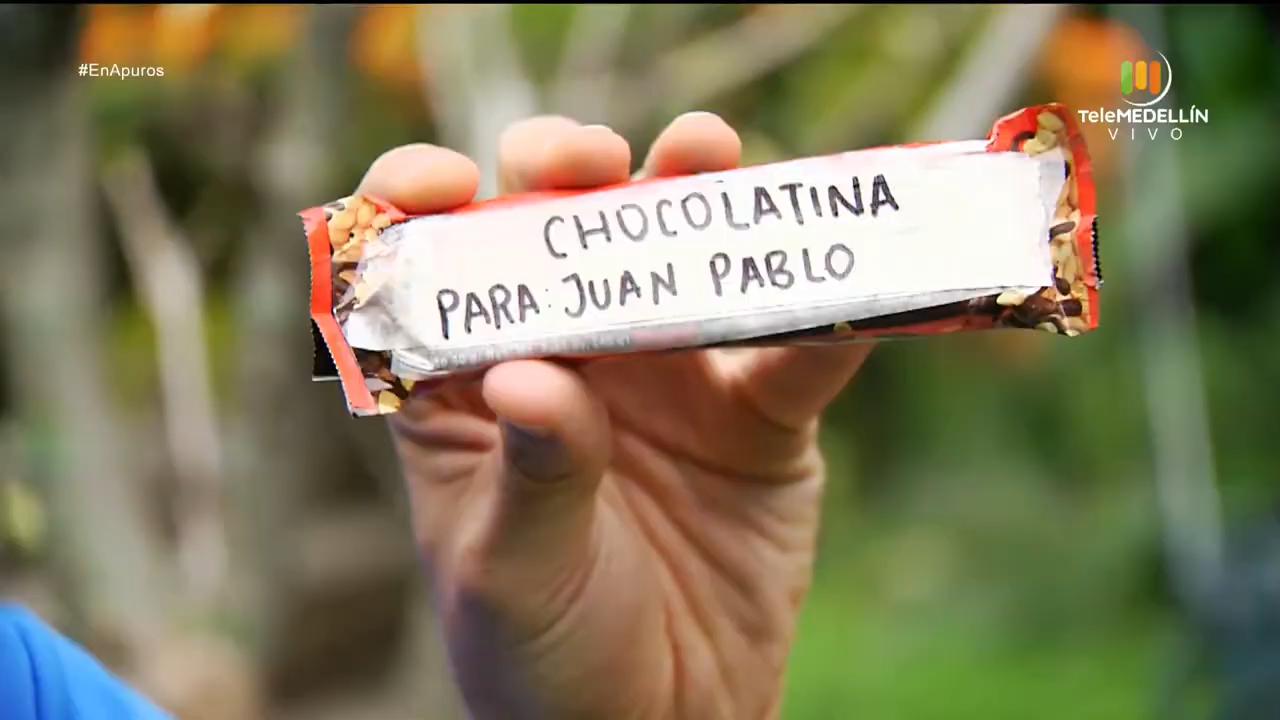 #EnApuros
TeleMEDELLÍN
VIVO
CHOCOLATINA
PARA: JUAN PABLO